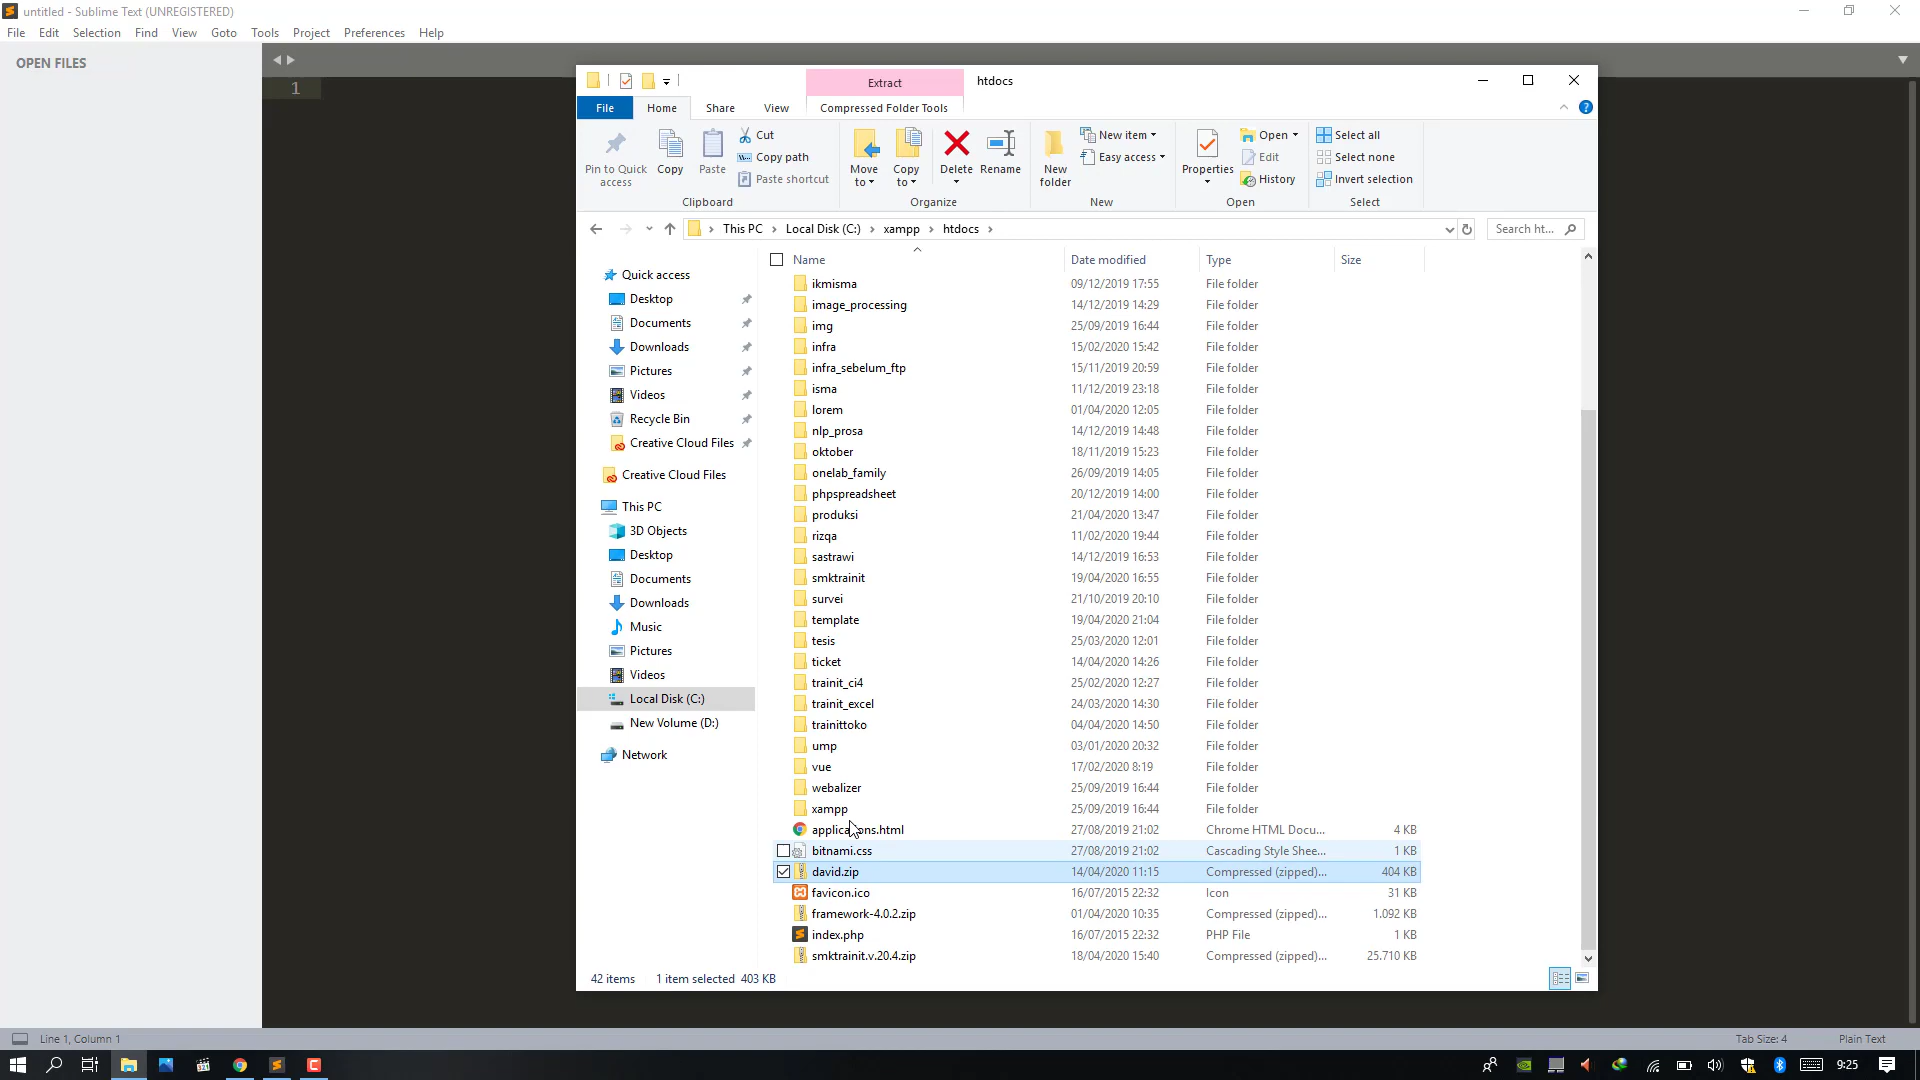 untitled - Sublime Text (UNREGISTERED)
File Edit Selection Find View Goto Tools Project Preferences Help
OPEN FILES
1
Extract htdocs
File Home Share View Compressed Folder Tools
Pin to Quick access
Copy
Paste
Cut
Copy path
Paste shortcut
Clipboard
Move to
Copy to
Delete
Rename
Organize
New folder
New item
Easy access
New
Properties
Open
Edit
History
Open
Select all
Select none
Invert selection
Select
This PC Local Disk (C:) xampp htdocs
Search ht...
Quick access
Desktop
Documents
Downloads
Pictures
Videos
Recycle Bin
Creative Cloud Files
Creative Cloud Files
This PC
3D Objects
Desktop
Documents
Downloads
Music
Pictures
Videos
Local Disk (C:)
New Volume (D:)
Network
Name Date modified Type Size
ikmisma 09/12/2019 17:55 File folder
image_processing 14/12/2019 14:29 File folder
img 25/09/2019 16:44 File folder
infra 15/02/2020 15:42 File folder
infra_sebelum_ftp 15/11/2019 20:59 File folder
isma 11/12/2019 23:18 File folder
lorem 01/04/2020 12:05 File folder
nlp_prosa 14/12/2019 14:48 File folder
oktober 18/11/2019 15:23 File folder
onelab_family 26/09/2019 14:05 File folder
phpspreadsheet 20/12/2019 14:00 File folder
produksi 21/04/2020 13:47 File folder
rizqa 11/02/2020 19:44 File folder
sastrawi 14/12/2019 16:53 File folder
smktrainit 19/04/2020 16:55 File folder
survei 21/10/2019 20:10 File folder
template 19/04/2020 21:04 File folder
tesis 25/03/2020 12:01 File folder
ticket 14/04/2020 14:26 File folder
trainit_ci4 25/02/2020 12:27 File folder
trainit_excel 24/03/2020 14:30 File folder
trainittoko 04/04/2020 14:50 File folder
ump 03/01/2020 20:32 File folder
vue 17/02/2020 8:19 File folder
webalizer 25/09/2019 16:44 File folder
xampp 25/09/2019 16:44 File folder
applications.html 27/08/2019 21:02 Chrome HTML Docu... 4 KB
bitnami.css 27/08/2019 21:02 Cascading Style Shee... 1 KB
david.zip 14/04/2020 11:15 Compressed (zipped)... 404 KB
favicon.ico 16/07/2015 22:32 Icon 31 KB
framework-4.0.2.zip 01/04/2020 10:35 Compressed (zipped)... 1.092 KB
index.php 16/07/2015 22:32 PHP File 1 KB
smktrainit.v.20.4.zip 18/04/2020 15:40 Compressed (zipped)... 25.710 KB
42 items 1 item selected 403 KB
Line 1, Column 1 Tab Size: 4 Plain Text
9:25